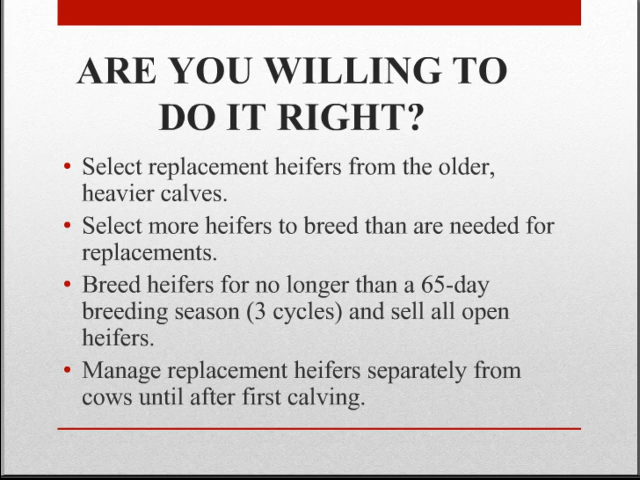 ARE YOU WILLING TO
DO IT RIGHT?
• Select replacement heifers from the older,
heavier calves.
• Select more heifers to breed than are needed for
replacements.
• Breed heifers for no longer than a 65-day
breeding season (3 cycles) and sell all open
heifers.
• Manage replacement heifers separately from
cows until after first calving.